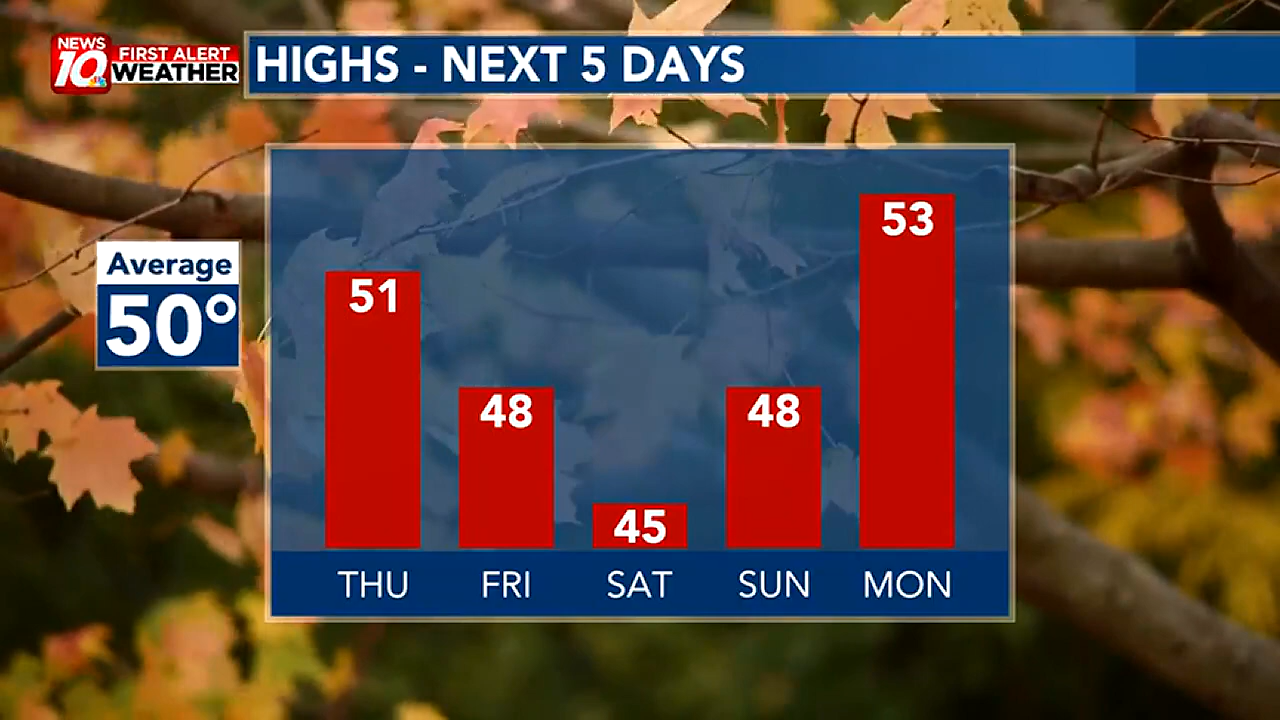 NEWS
10
FIRST ALERT
WEATHER
HIGHS - NEXT 5 DAYS
Average
50°
51
48
45
48
53
THU
FRI
SAT
SUN
MON